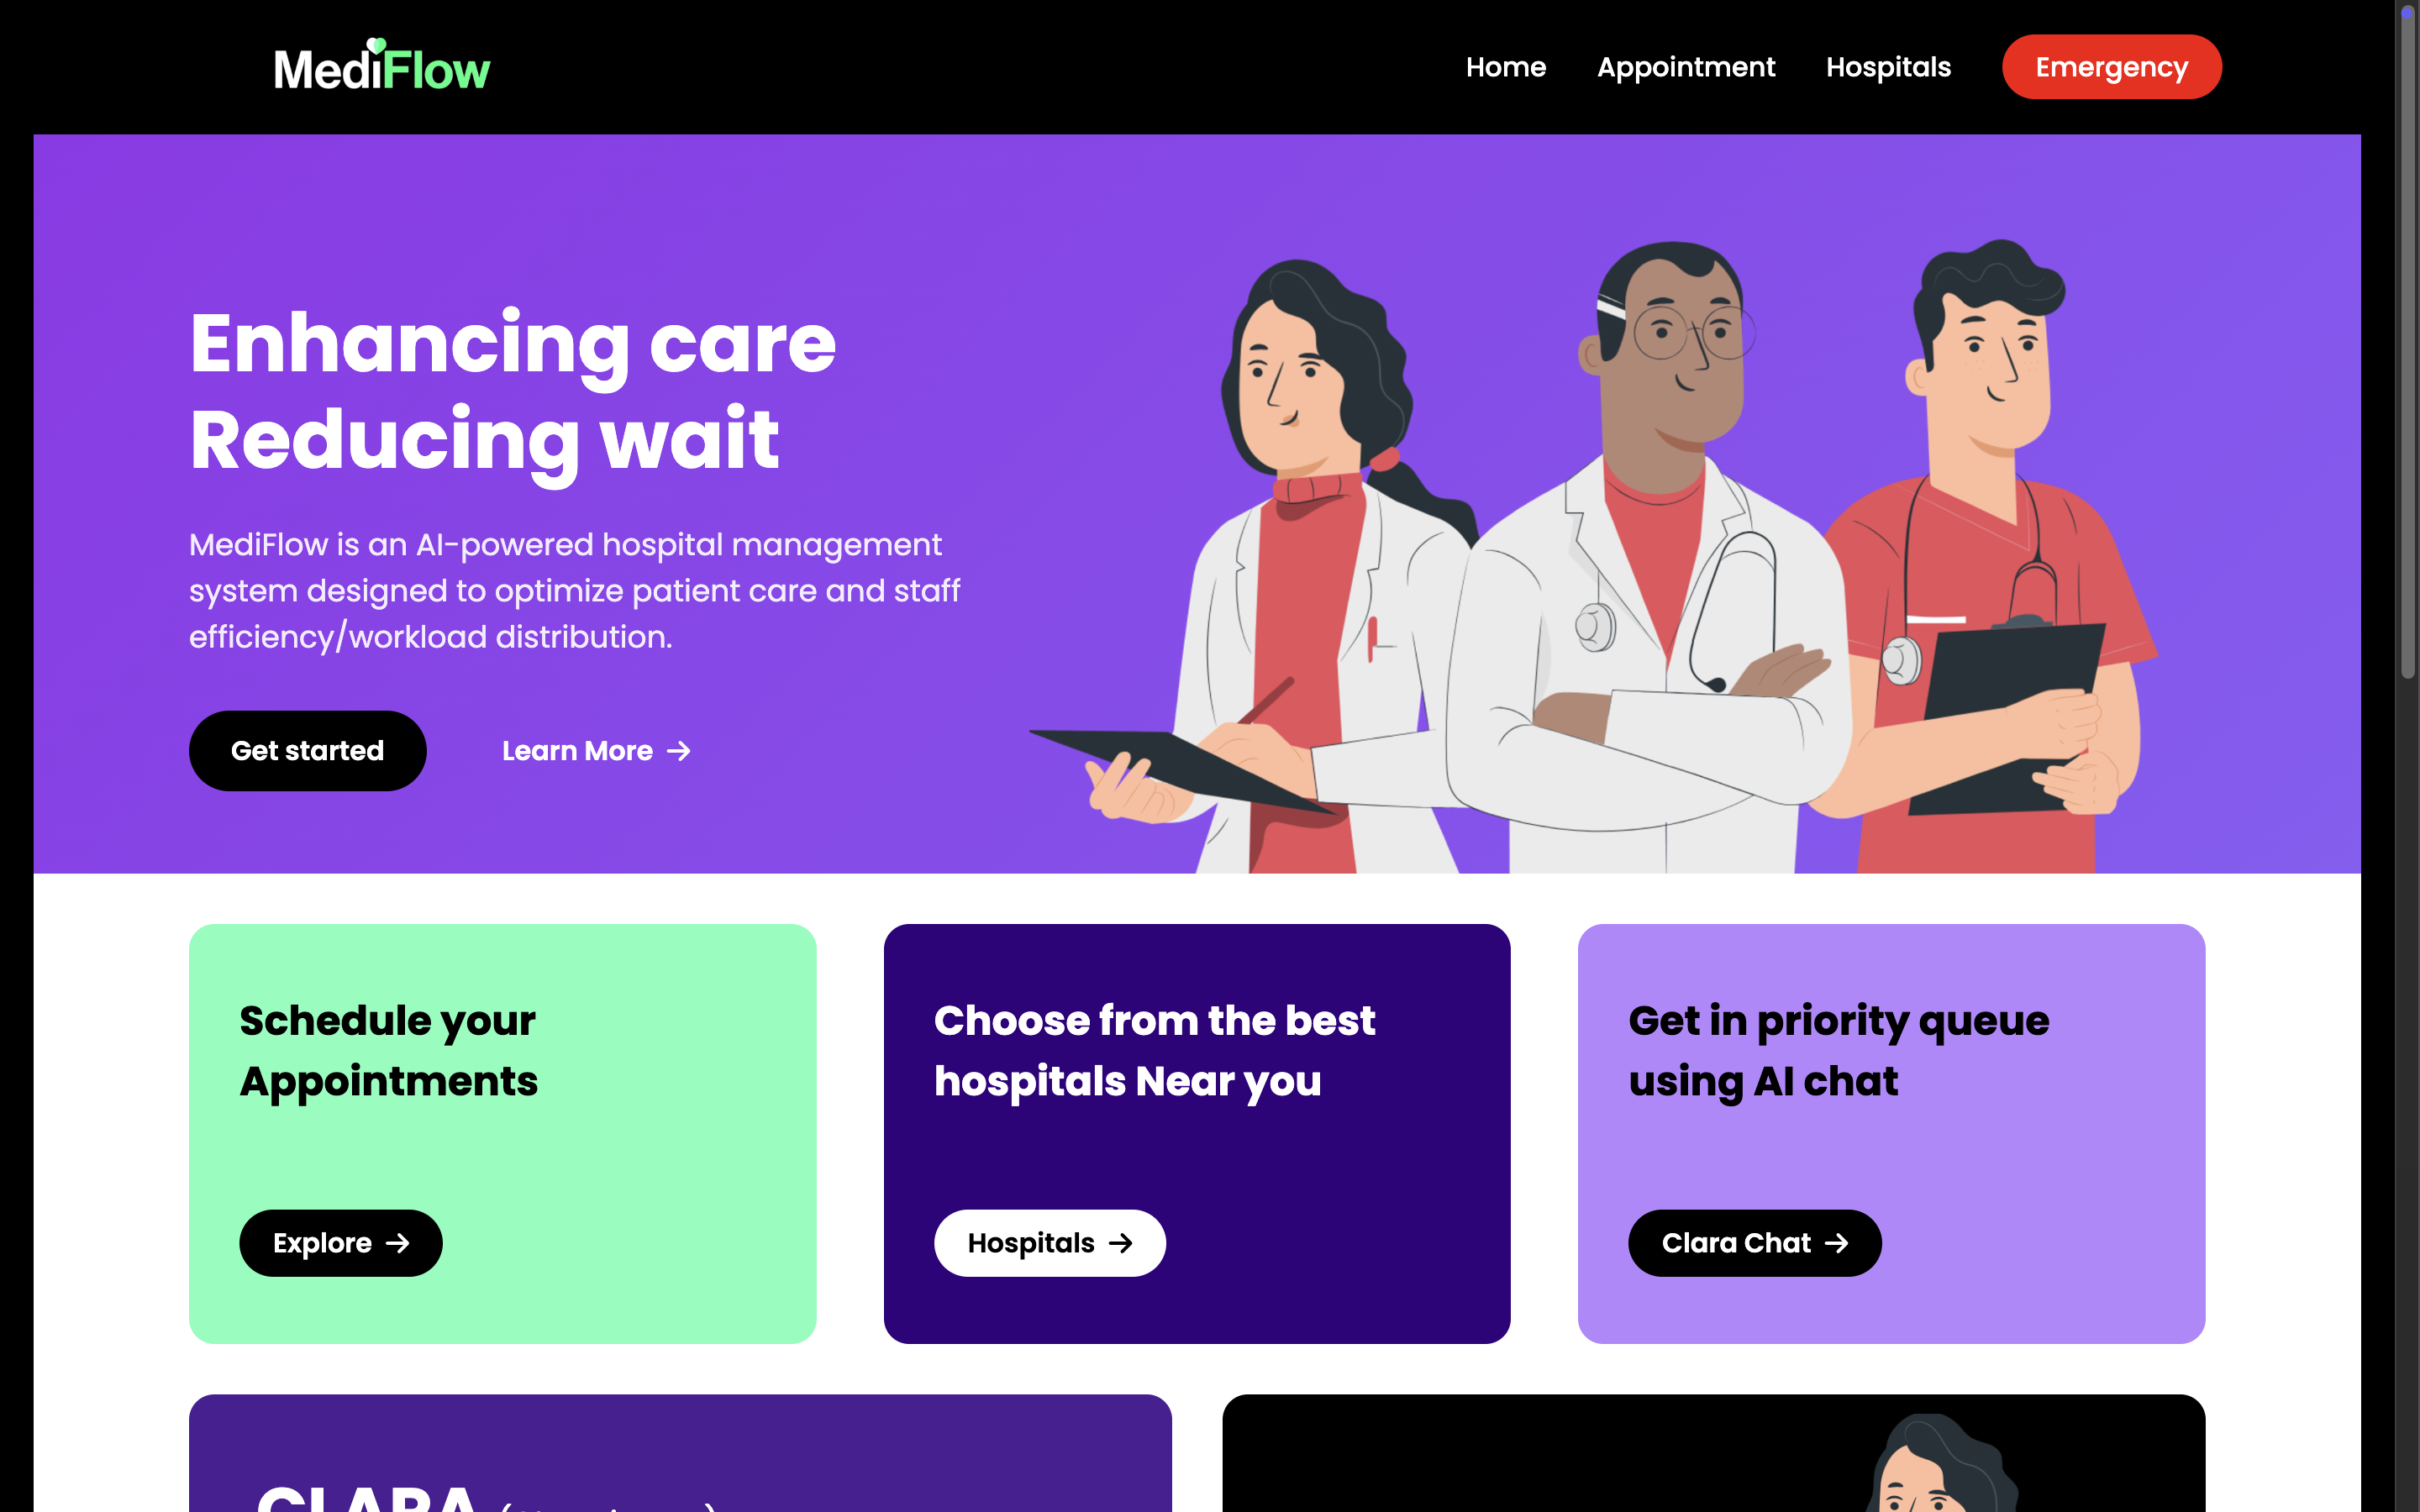 MediFlow
Home Appointment Hospitals Emergency
Enhancing care
Reducing wait
MediFlow is an AI-powered hospital management
system designed to optimize patient care and staff
efficiency/workload distribution.
Get started Learn More →
Schedule your
Appointments
Explore →
Choose from the best
hospitals Near you
Hospitals →
Get in priority queue
using AI chat
Clara Chat →
CLARA